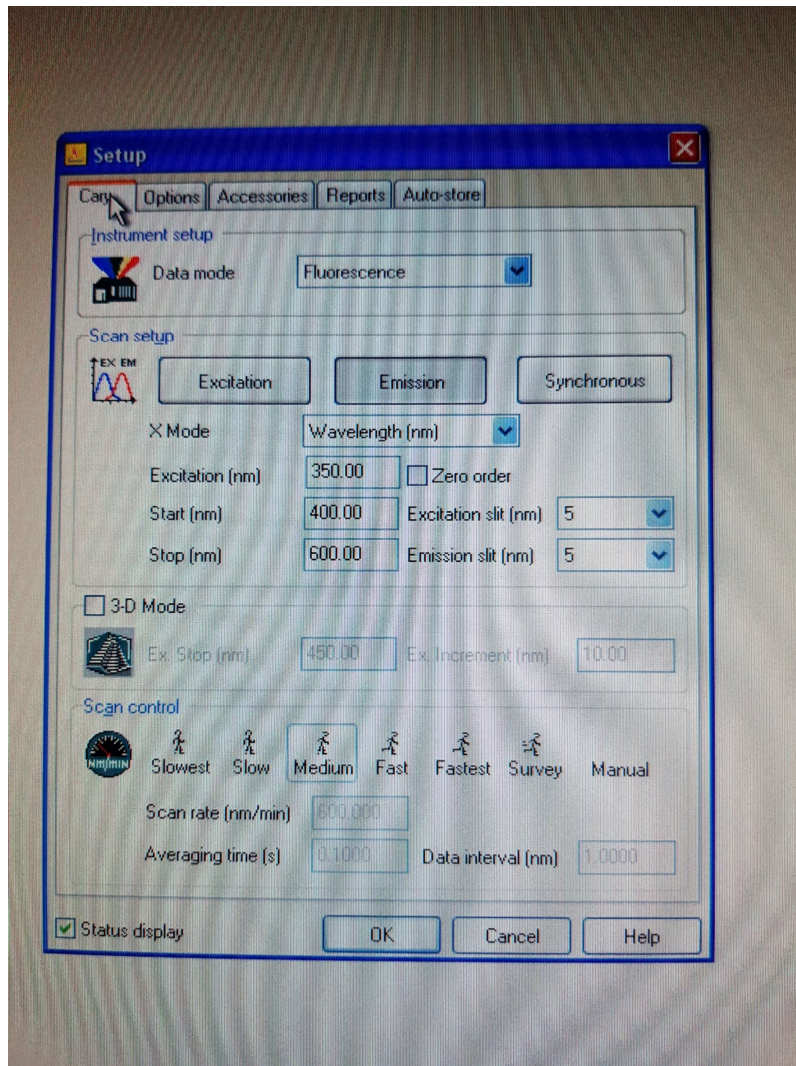 Setup
Cary Options Accessories Reports Auto-store
Instrument setup
Data mode Fluorescence
Scan setup
EX EM
Excitation Emission Synchronous
X Mode Wavelength (nm)
Excitation (nm) 350.00 Zero order
Start (nm) 400.00 Excitation slit (nm) 5
Stop (nm) 600.00 Emission slit (nm) 5
3-D Mode
Ex. Stop (nm) 450.00 Ex. Increment (nm) 10.00
Scan control
NM/MIN
Slowest Slow Medium Fast Fastest Survey Manual
Scan rate (nm/min) 600.000
Averaging time (s) 0.1000 Data interval (nm) 1.0000
Status display OK Cancel Help